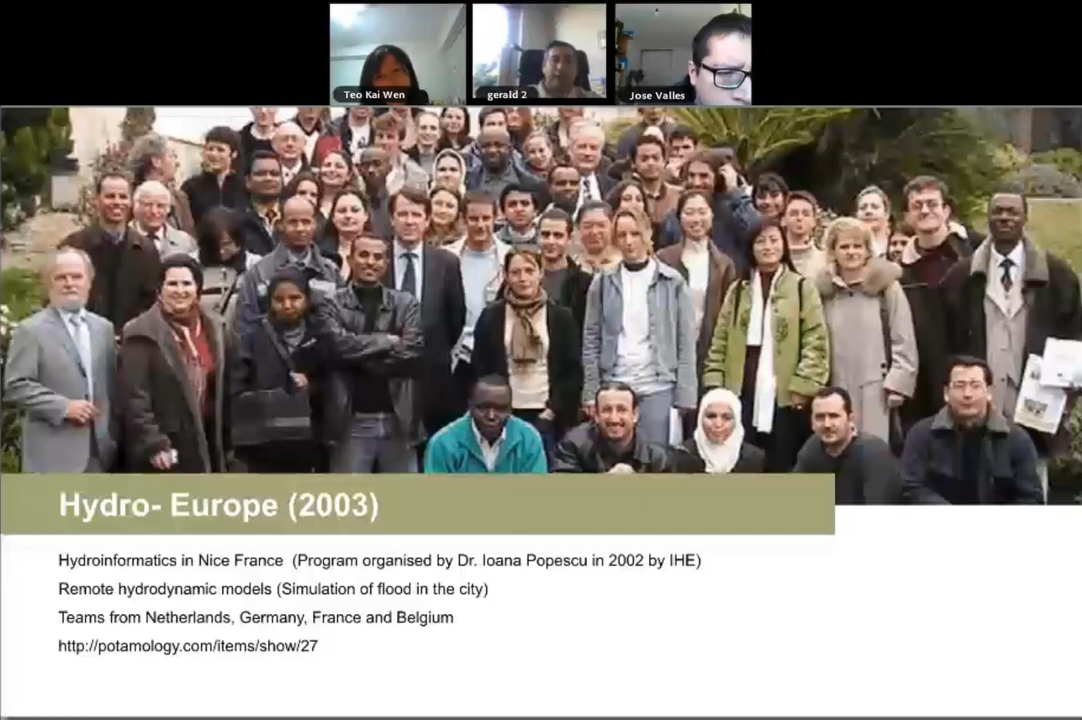 Teo Kai Wen
gerald 2
Jose Valles
Hydro- Europe (2003)
Hydroinformatics in Nice France (Program organised by Dr. Ioana Popescu in 2002 by IHE)
Remote hydrodynamic models (Simulation of flood in the city)
Teams from Netherlands, Germany, France and Belgium
http://potamology.com/items/show/27